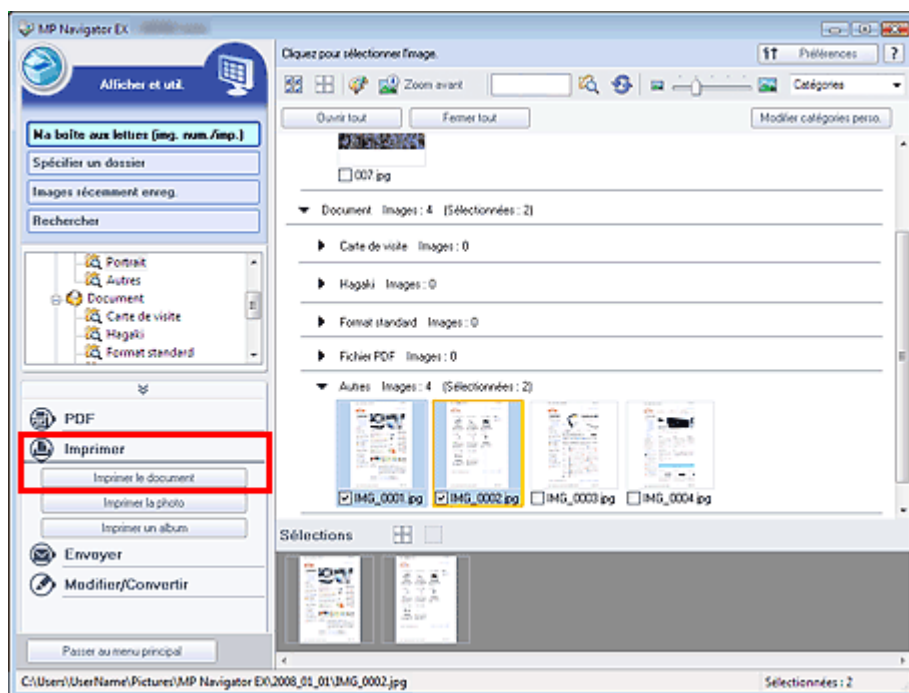 MP Navigator EX
Afficher et util.
Ma boîte aux lettres (img. num./imp.)
Spécifier un dossier
Images récemment enreg.
Rechercher
Portrait
Autres
Document
Carte de visite
Hagaki
Format standard
PDF
Imprimer
Imprimer le document
Imprimer la photo
Imprimer un album
Envoyer
Modifier/Convertir
Passer au menu principal
Cliquez pour sélectionner l'image.
Préférences ?
Zoom avant
Catégories
Ouvrir tout Fermer tout Modifier catégories perso.
007.jpg
Document Images : 4 (Sélectionnées : 2)
Carte de visite Images : 0
Hagaki Images : 0
Format standard Images : 0
Fichier PDF Images : 0
Autres Images : 4 (Sélectionnées : 2)
IMG_0001.jpg IMG_0002.jpg IMG_0003.jpg IMG_0004.jpg
Sélections
C:\Users\UserName\Pictures\MP Navigator EX\2008_01_01\IMG_0002.jpg
Sélectionnées : 2